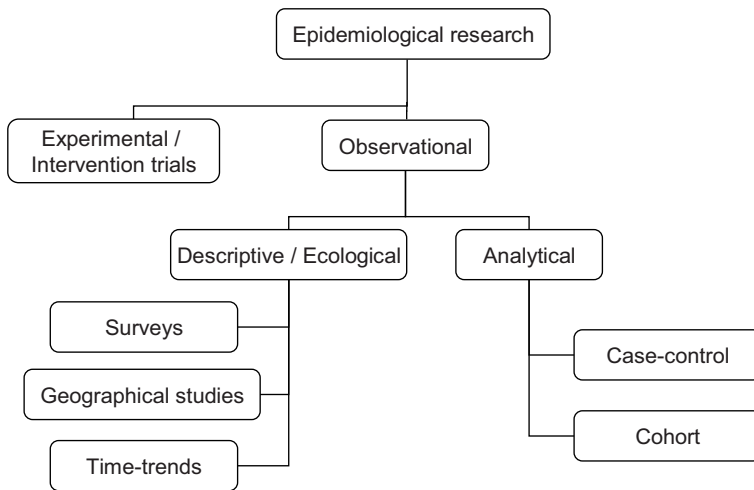 Epidemiological research
Experimental /
Intervention trials
Observational
Descriptive / Ecological
Analytical
Surveys
Geographical studies
Time-trends
Case-control
Cohort